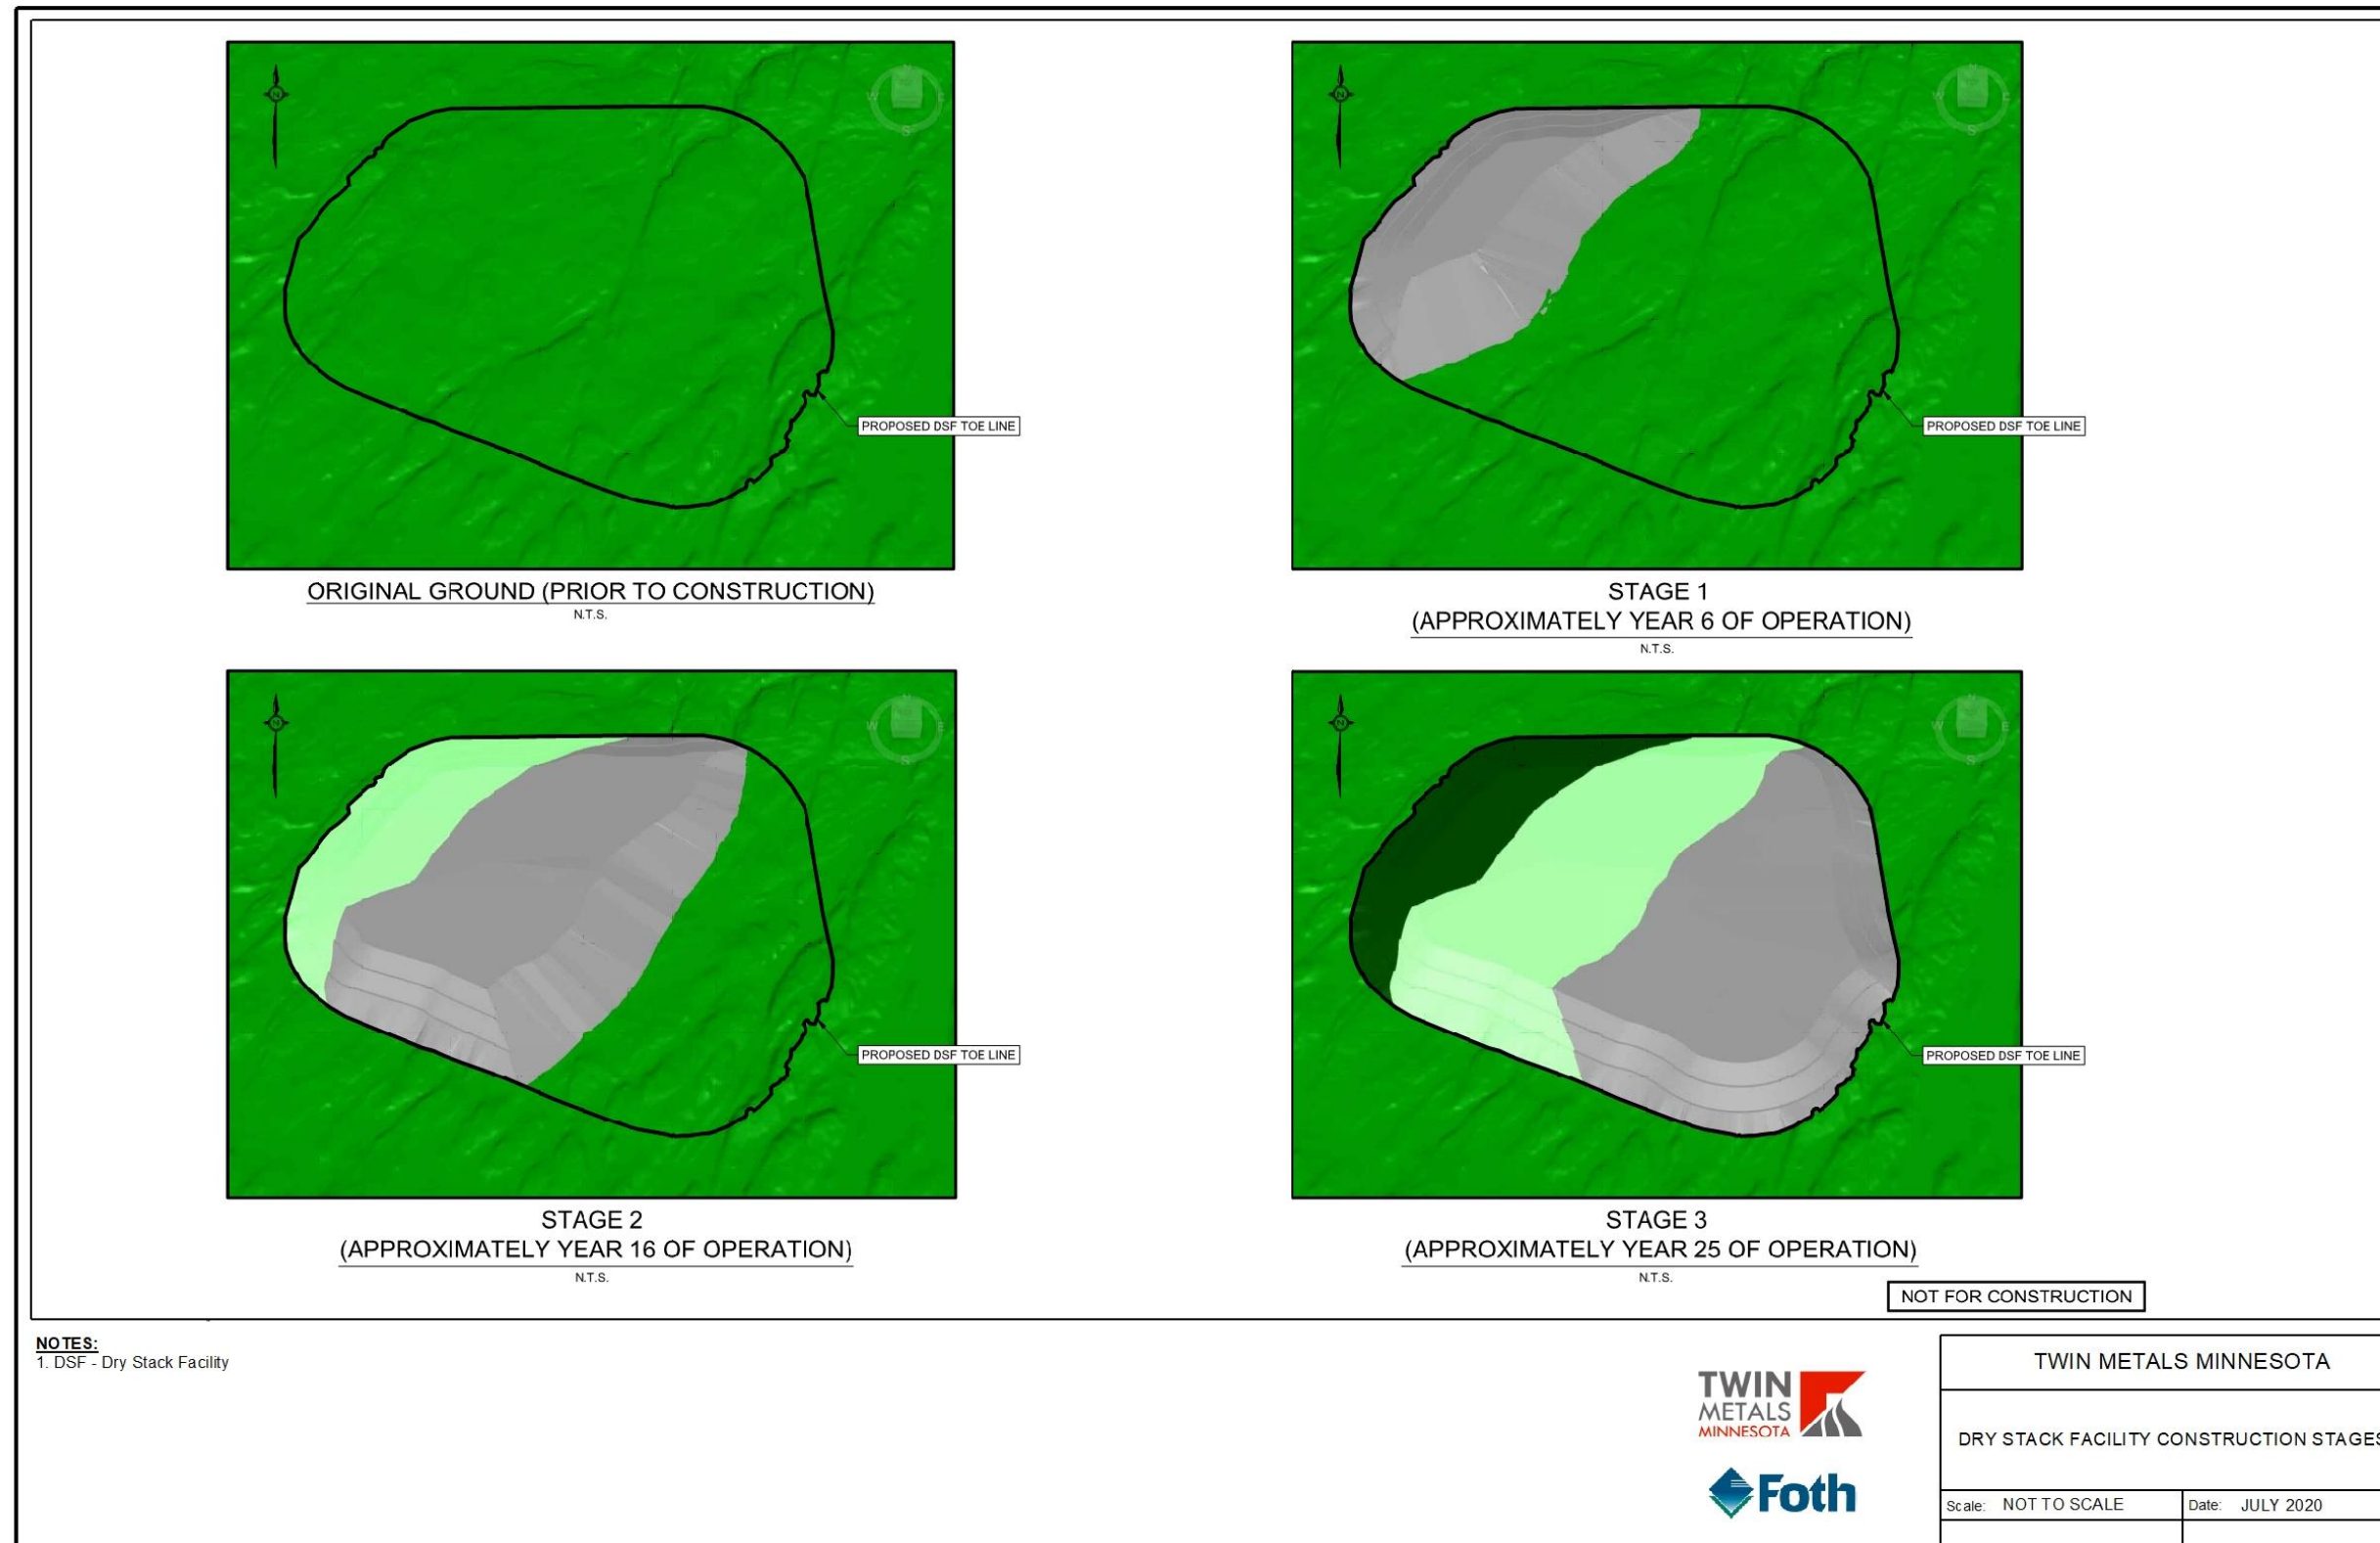 N
N
W
E
S
PROPOSED DSF TOE LINE
ORIGINAL GROUND (PRIOR TO CONSTRUCTION)
N.T.S.
N
N
W
E
S
PROPOSED DSF TOE LINE
STAGE 1
(APPROXIMATELY YEAR 6 OF OPERATION)
N.T.S.
N
N
W
E
S
PROPOSED DSF TOE LINE
STAGE 2
(APPROXIMATELY YEAR 16 OF OPERATION)
N.T.S.
N
N
W
E
S
PROPOSED DSF TOE LINE
STAGE 3
(APPROXIMATELY YEAR 25 OF OPERATION)
N.T.S.
NOT FOR CONSTRUCTION
NOTES:
1. DSF - Dry Stack Facility
TWIN
METALS
MINNESOTA
Foth
TWIN METALS MINNESOTA
DRY STACK FACILITY CONSTRUCTION STAGES
Scale: NOT TO SCALE
Date: JULY 2020